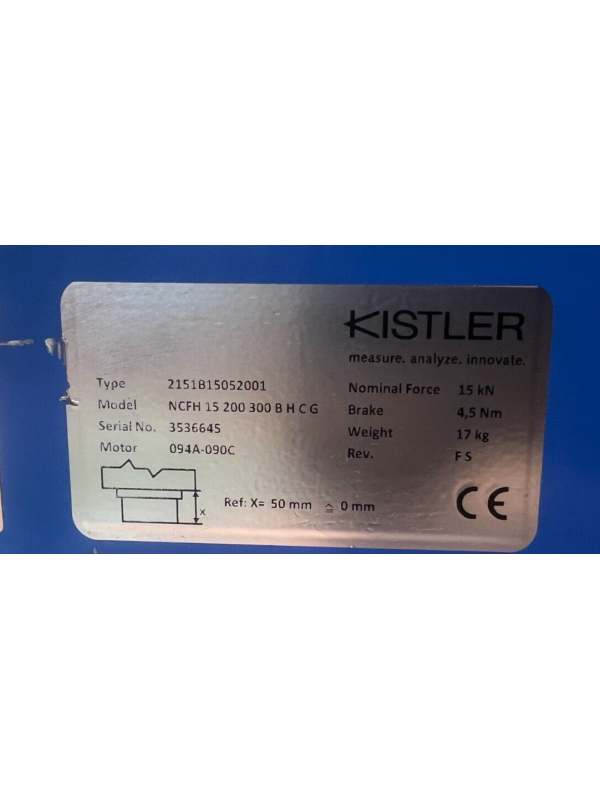 KISTLER
measure. analyze. innovate.
Type 2151B15052001
Model NCFH 15 200 300 B H C G
Serial No. 3536645
Motor 094A-090C
Nominal Force 15 kN
Brake 4,5 Nm
Weight 17 kg
Rev. F S
x
Ref: X= 50 mm ≙ 0 mm
CE